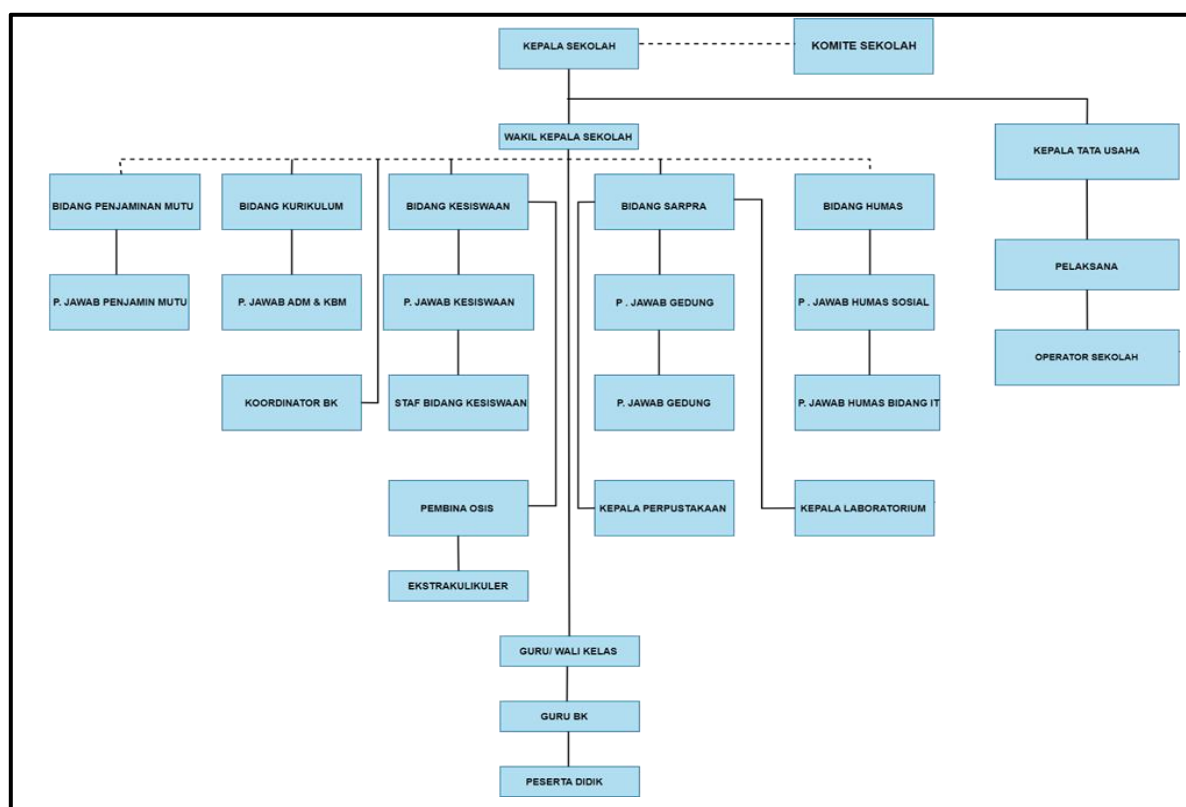 KEPALA SEKOLAH
KOMITE SEKOLAH
WAKIL KEPALA SEKOLAH
KEPALA TATA USAHA
BIDANG PENJAMINAN MUTU
BIDANG KURIKULUM
BIDANG KESISWAAN
BIDANG SARPRA
BIDANG HUMAS
PELAKSANA
P. JAWAB PENJAMIN MUTU
P. JAWAB ADM & KBM
P. JAWAB KESISWAAN
P . JAWAB GEDUNG
P . JAWAB HUMAS SOSIAL
OPERATOR SEKOLAH
KOORDINATOR BK
STAF BIDANG KESISWAAN
P. JAWAB GEDUNG
P. JAWAB HUMAS BIDANG IT
PEMBINA OSIS
KEPALA PERPUSTAKAAN
KEPALA LABORATORIUM
EKSTRAKULIKULER
GURU/ WALI KELAS
GURU BK
PESERTA DIDIK